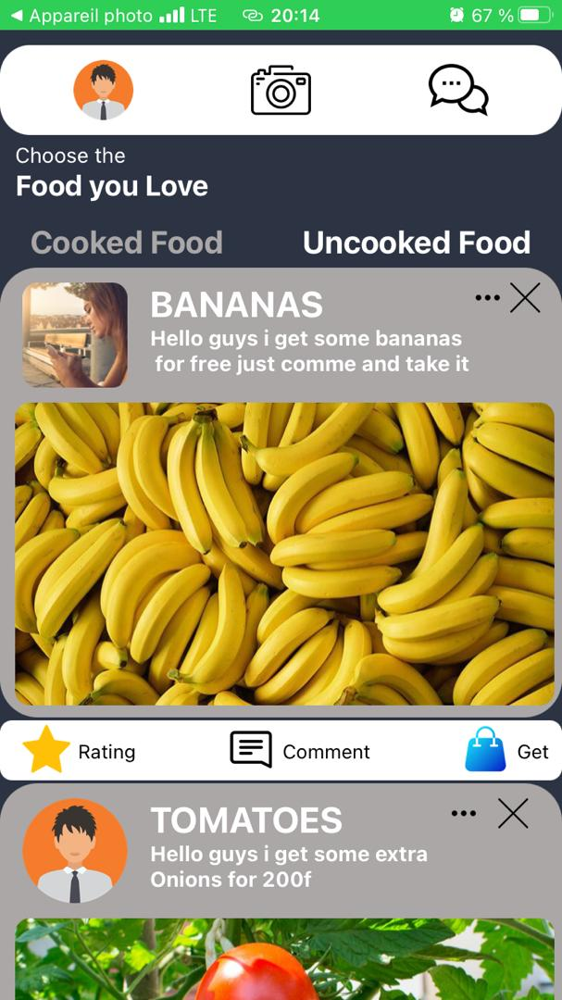 ◀ Appareil photo LTE 20:14 67 %
Choose the
Food you Love
Cooked Food Uncooked Food
BANANAS
Hello guys i get some bananas
for free just comme and take it
Rating Comment Get
TOMATOES
Hello guys i get some extra
Onions for 200f